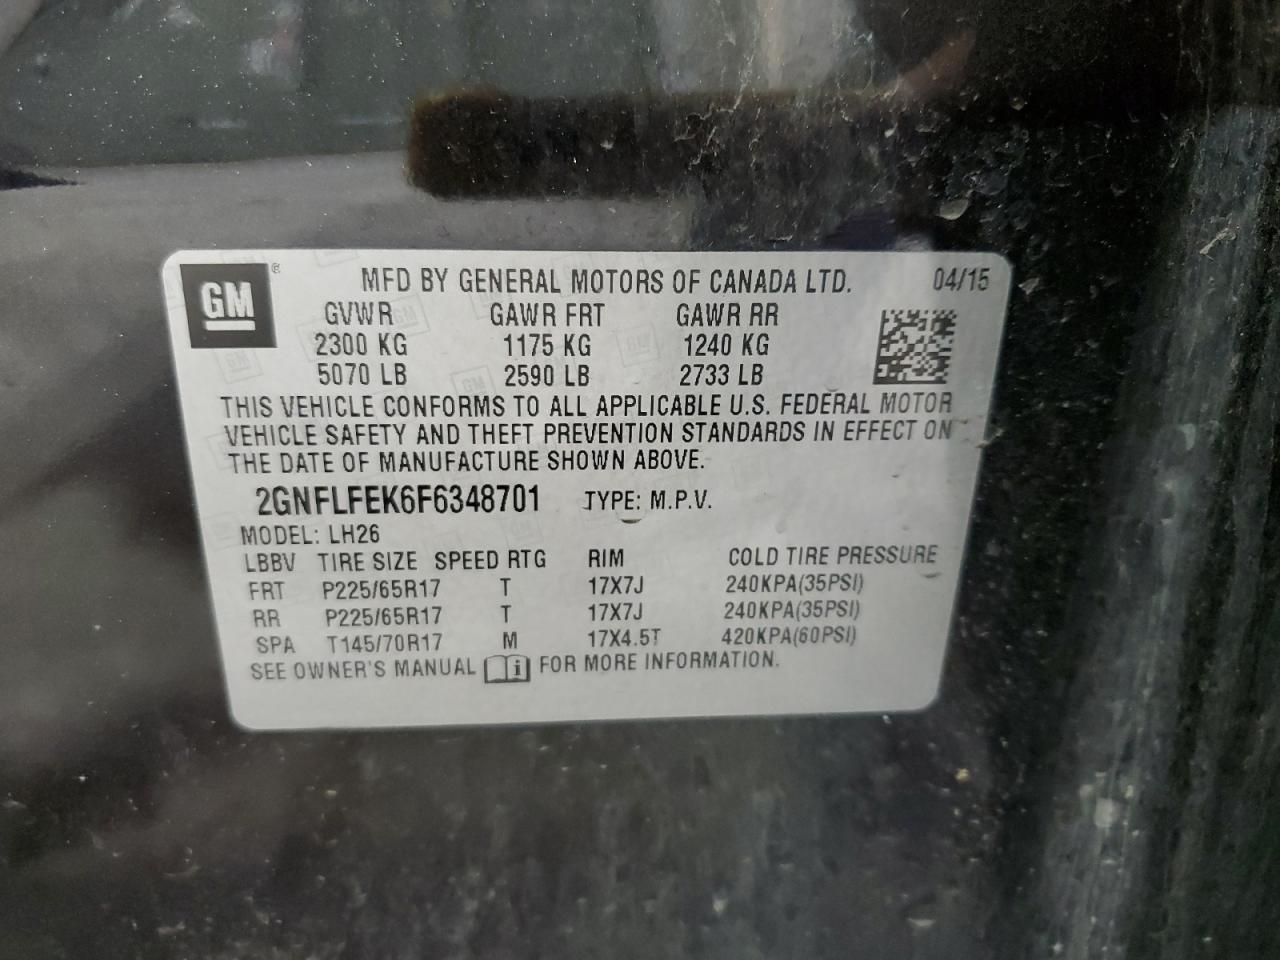 GM ® MFD BY GENERAL MOTORS OF CANADA LTD. 04/15
GVWR GAWR FRT GAWR RR
2300 KG 1175 KG 1240 KG
5070 LB 2590 LB 2733 LB
THIS VEHICLE CONFORMS TO ALL APPLICABLE U.S. FEDERAL MOTOR
VEHICLE SAFETY AND THEFT PREVENTION STANDARDS IN EFFECT ON
THE DATE OF MANUFACTURE SHOWN ABOVE.
2GNFLFEK6F6348701 TYPE: M.P.V.
MODEL: LH26
LBBV TIRE SIZE SPEED RTG RIM COLD TIRE PRESSURE
FRT P225/65R17 T 17X7J 240KPA(35PSI)
RR P225/65R17 T 17X7J 240KPA(35PSI)
SPA T145/70R17 M 17X4.5T 420KPA(60PSI)
SEE OWNER'S MANUAL i FOR MORE INFORMATION.